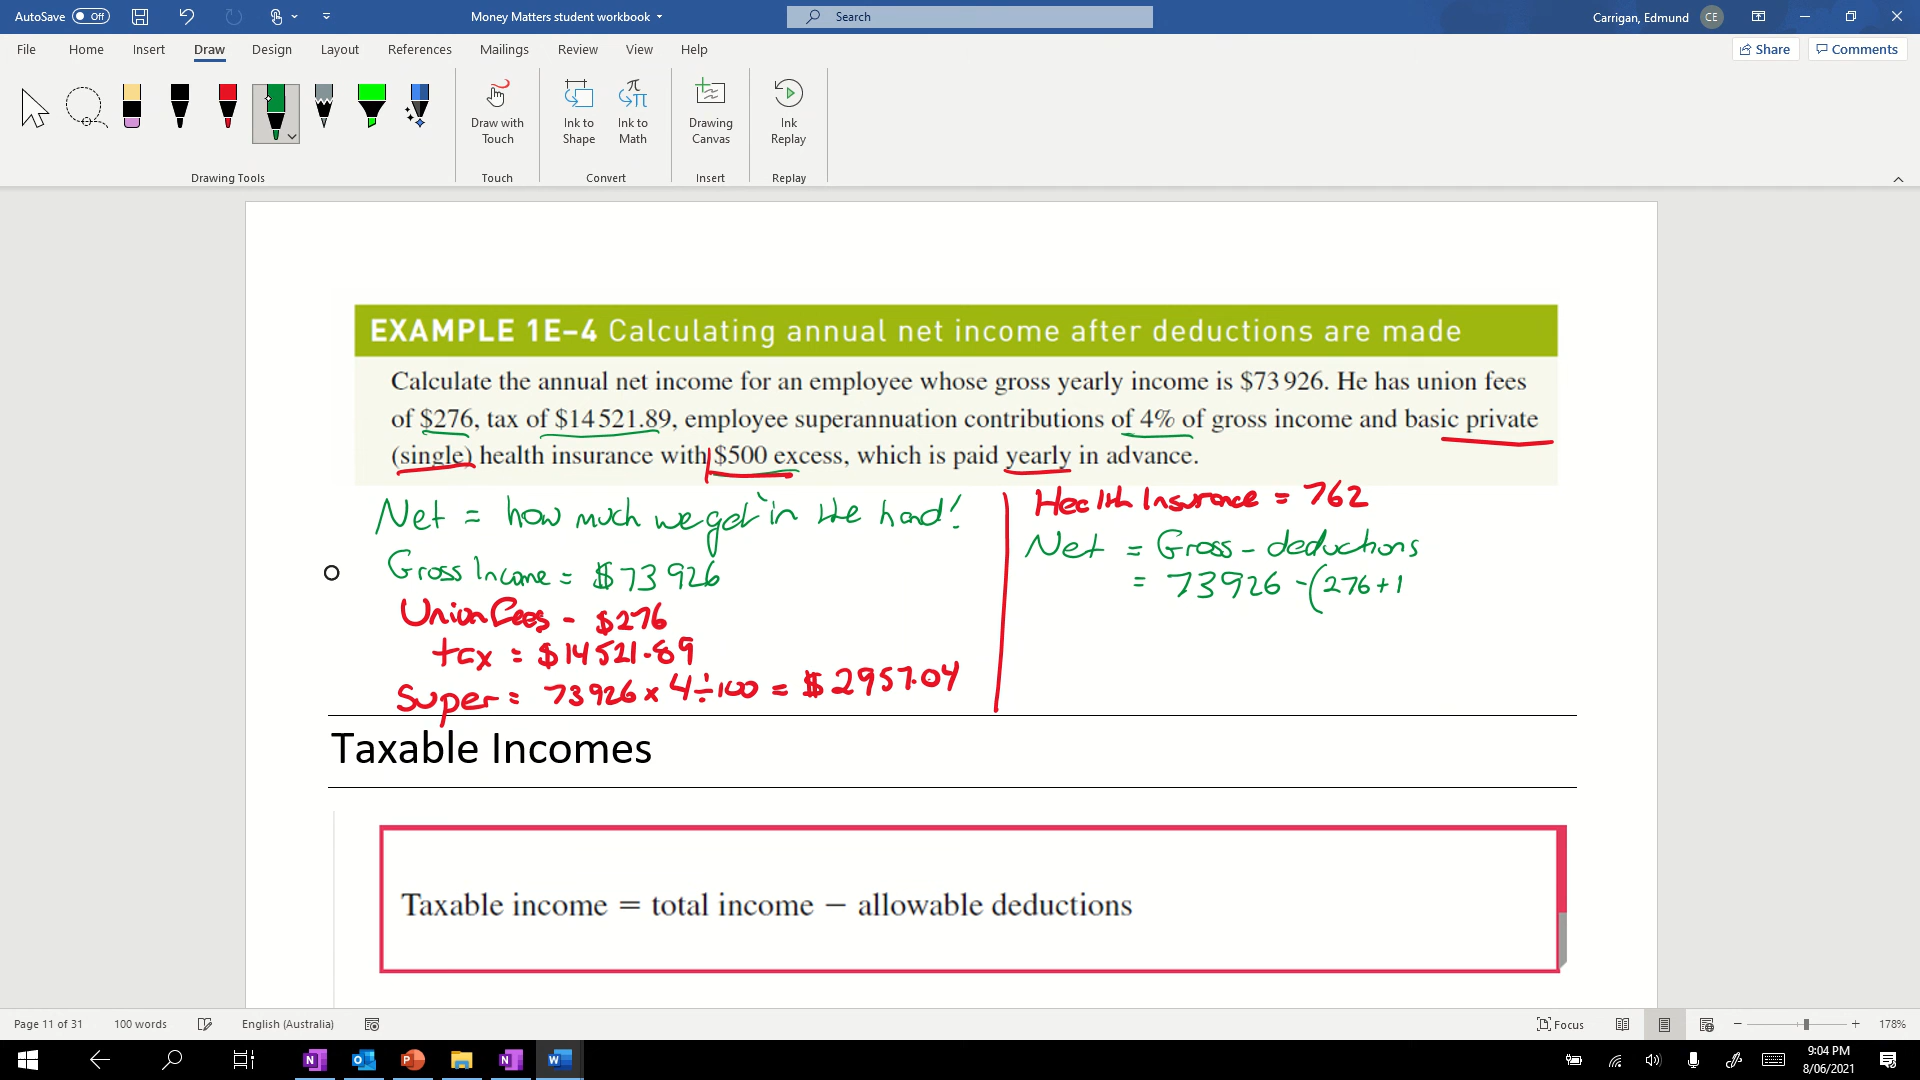 AutoSave Off
Money Matters student workbook
Search
Carrigan, Edmund CE
File Home Insert Draw Design Layout References Mailings Review View Help
Share Comments
Draw with Touch
Ink to Shape
Ink to Math
Drawing Canvas
Ink Replay
Drawing Tools Touch Convert Insert Replay
EXAMPLE 1E–4 Calculating annual net income after deductions are made
Calculate the annual net income for an employee whose gross yearly income is $73 926. He has union fees
of $276, tax of $14 521.89, employee superannuation contributions of 4% of gross income and basic private
(single) health insurance with $500 excess, which is paid yearly in advance.
Net = how much we get in the hand!
Gross Income = $73926
Union Fees - $276
tax = $14521.89
Super = 73926 x 4÷100 = $2957.04
Health Insurance = 762
Net = Gross - deductions
= 73926 - (276 + 1
Taxable Incomes
Taxable income = total income − allowable deductions
Page 11 of 31 100 words English (Australia) Focus 178%
9:04 PM
8/06/2021